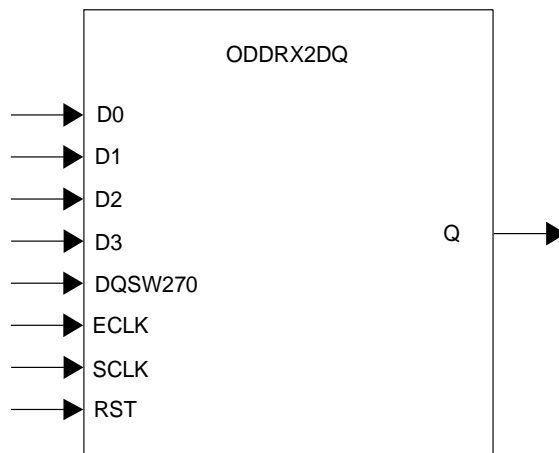 ODDRX2DQ
D0
D1
D2
D3
Q
DQSW270
ECLK
SCLK
RST